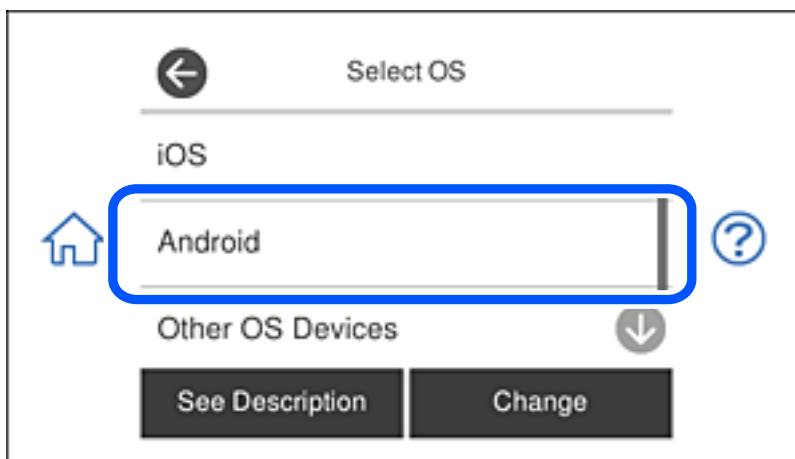 Select OS
iOS
Android
Other OS Devices
See Description Change